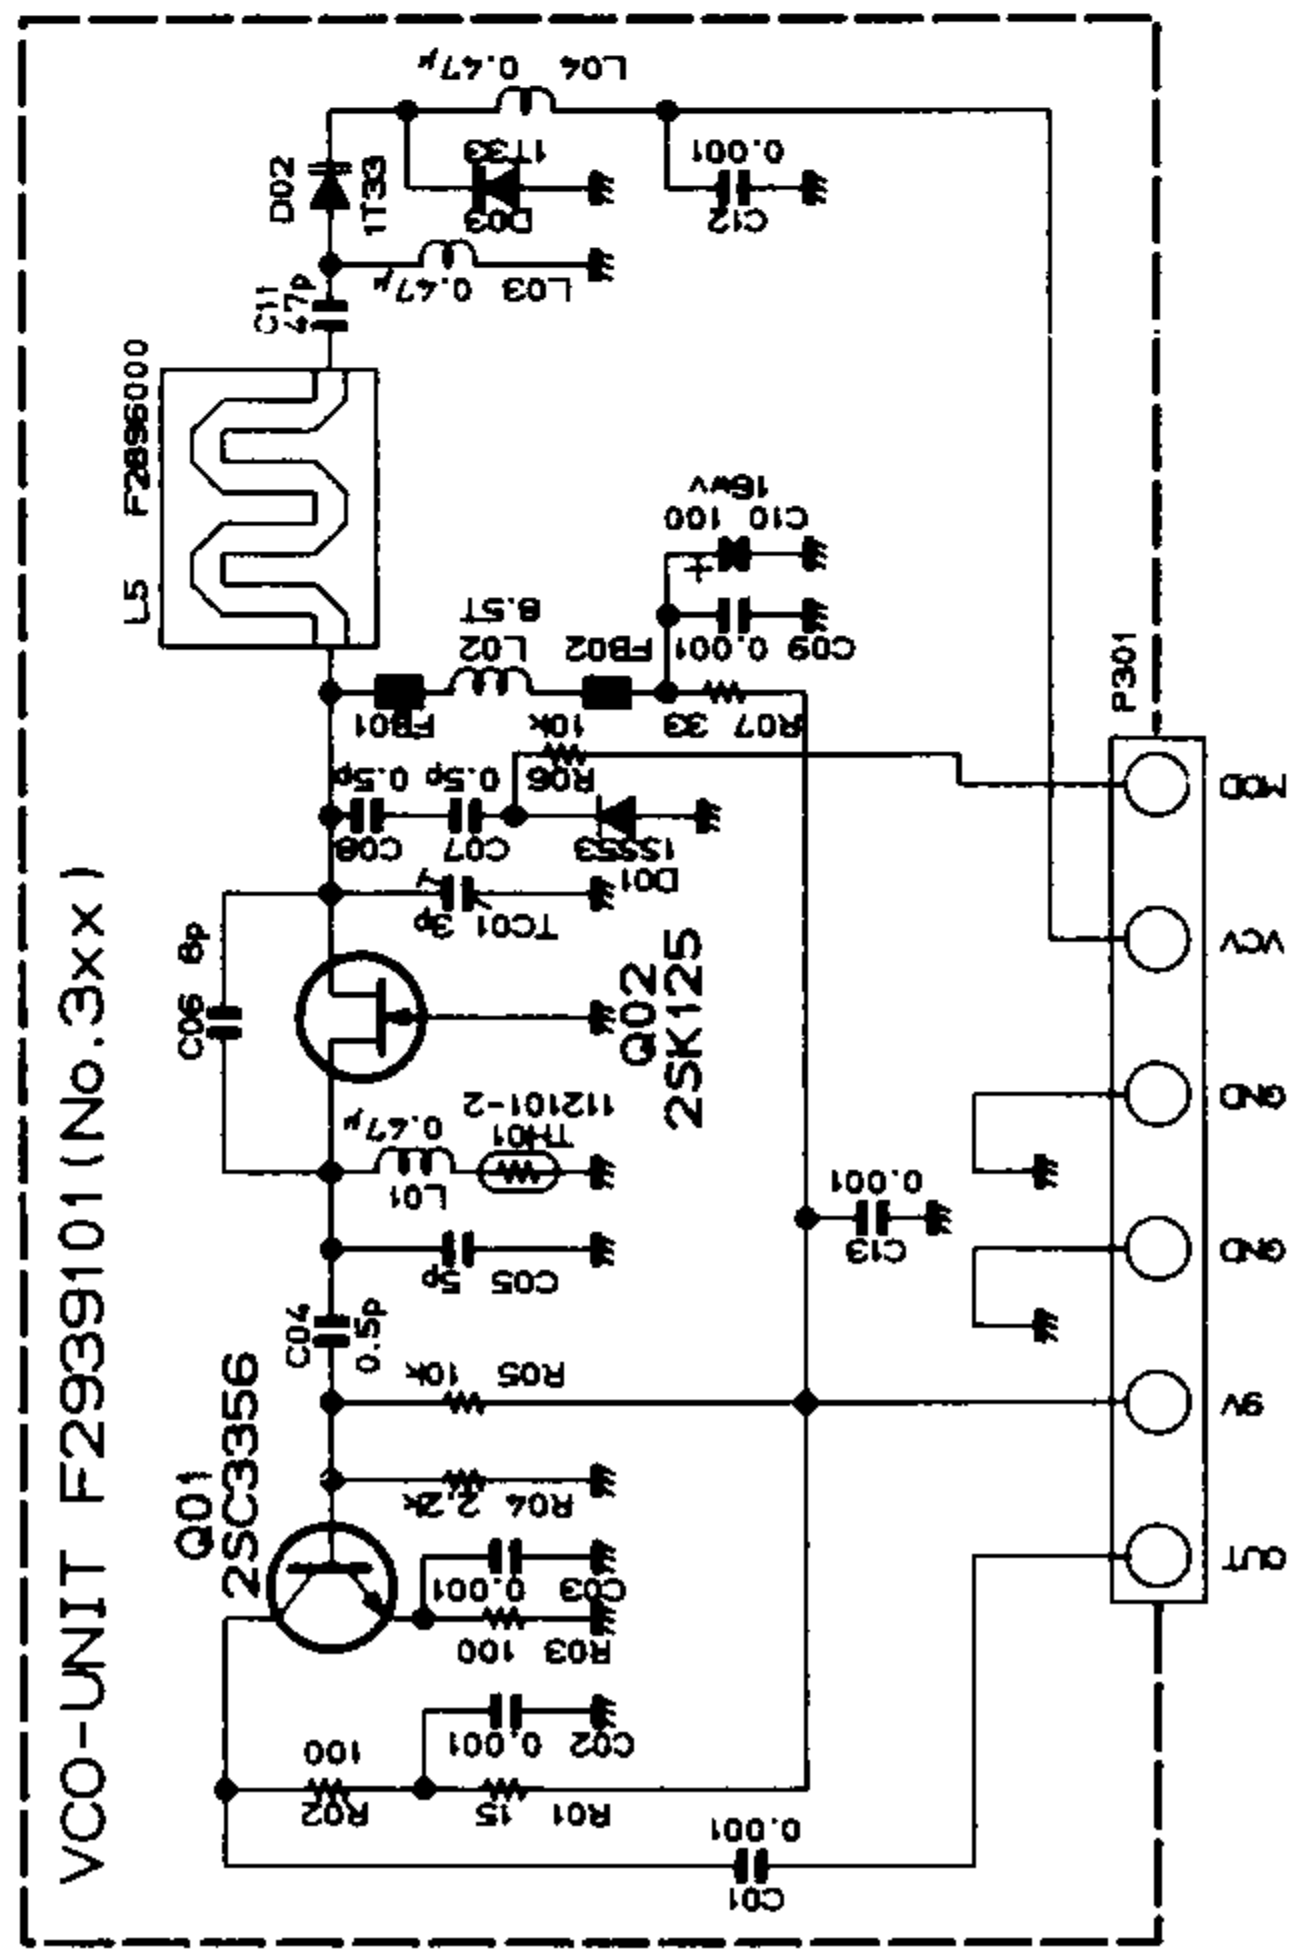 VCO-UNIT F2939101(No.3xx)
L04 0.47μ
D02
1T33
1T33
D03
0.001
C12
0.47μ L03
C11
47p
L5 F2896000
16wv
C10 100
C09 0.001
8.5T
L02
FB02
FB01
R07 33
10k
R06
0.5p
C08
0.5p
C07
1SS53
D01
TC01
3p
C06 8p
Q02
2SK125
112101-2
TH01
0.47μ
L01
C05 5p
C04
0.5p
0.001
C13
R05 10k
R04 2.2k
Q01
2SC3356
C03 0.001
R03 100
C02 0.001
100
R02
R01 15
0.001
C01
P301
MOD
VCV
GND
GND
9V
OUT